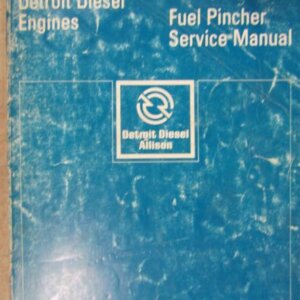 Detroit Diesel
Engines
Fuel Pincher
Service Manual
Detroit Diesel
Allison